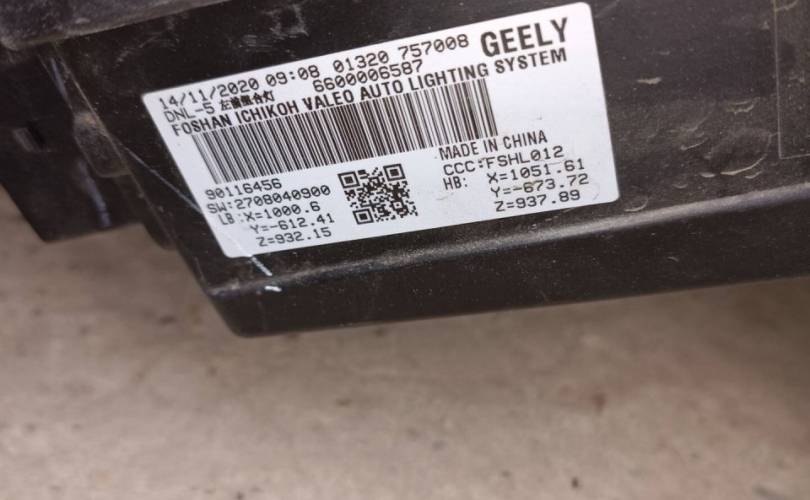 14/11/2020 09:08 01320 757008 GEELY
DNL-5 左前组合灯 6600006587
FOSHAN ICHIKOH VALEO AUTO LIGHTING SYSTEM
MADE IN CHINA
90116456 CCC:FSHL012
SW:2708040900 HB: X=1051.61
LB:X=1000.6 Y=-673.72
Y=-612.41 Z=937.89
Z=932.15